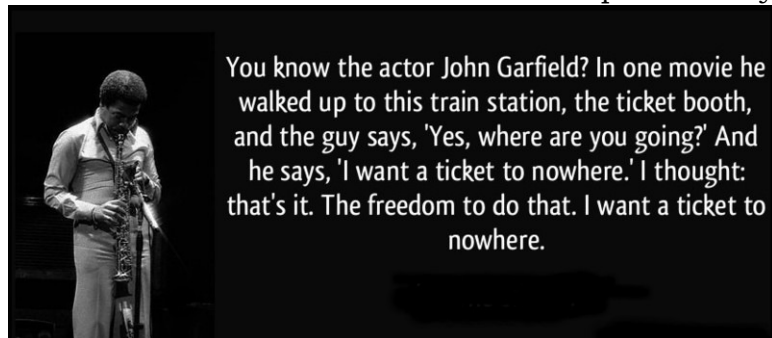 You know the actor John Garfield? In one movie he
walked up to this train station, the ticket booth,
and the guy says, 'Yes, where are you going?' And
he says, 'I want a ticket to nowhere.' I thought:
that's it. The freedom to do that. I want a ticket to
nowhere.